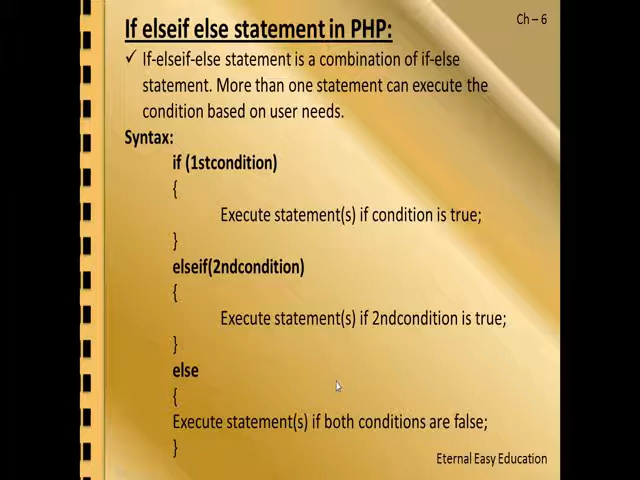 Ch – 6
If elseif else statement in PHP:
✓ If-elseif-else statement is a combination of if-else
statement. More than one statement can execute the
condition based on user needs.
Syntax:
if (1stcondition)
{
Execute statement(s) if condition is true;
}
elseif(2ndcondition)
{
Execute statement(s) if 2ndcondition is true;
}
else
{
Execute statement(s) if both conditions are false;
}
Eternal Easy Education